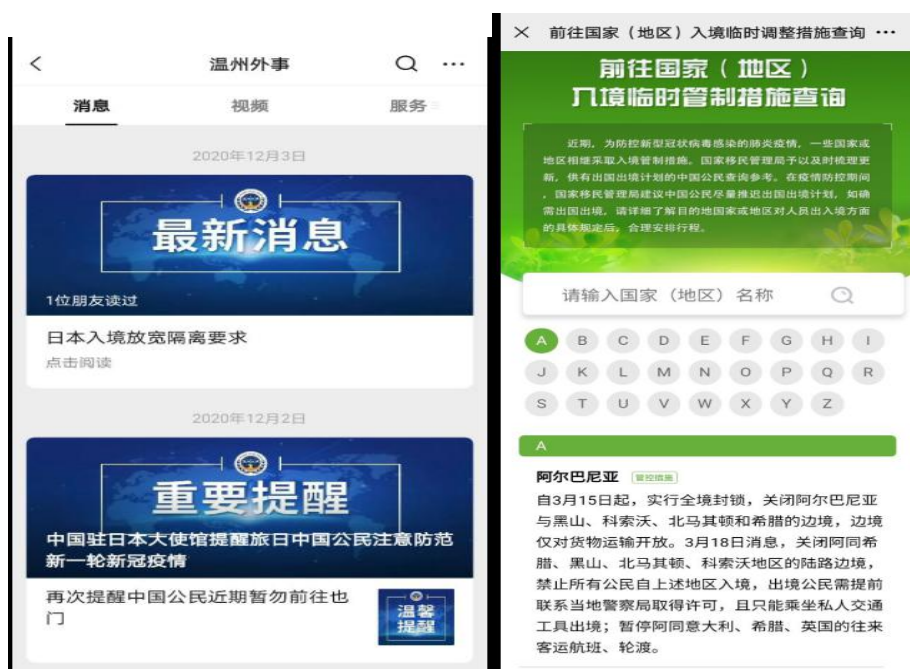 温州外事
消息
视频
服务
2020年12月3日
最新消息
1位朋友读过
日本入境放宽隔离要求
点击阅读
2020年12月2日
重要提醒
中国驻日本大使馆提醒旅日中国公民注意防范
新一轮新冠疫情
再次提醒中国公民近期暂勿前往也
门
温馨
提醒
前往国家（地区）入境临时调整措施查询
前往国家（地区）
入境临时管制措施查询
近期，为防控新型冠状病毒感染的肺炎疫情，一些国家或
地区相继采取入境管制措施。国家移民管理局予以及时梳理更
新，供有出国出境计划的中国公民查询参考。在疫情防控期间
，国家移民管理局建议中国公民尽量推迟出国出境计划，如确
需出国出境，请详细了解目的地国家或地区对人员出入境方面
的具体规定后，合理安排行程。
请输入国家（地区）名称
A B C D E F G H I
J K L M N O P Q R
S T U V W X Y Z
A
阿尔巴尼亚 管控措施
自3月15日起，实行全境封锁，关闭阿尔巴尼亚
与黑山、科索沃、北马其顿和希腊的边境，边境
仅对货物运输开放。3月18日消息，关闭阿同希
腊、黑山、北马其顿、科索沃地区的陆路边境，
禁止所有公民自上述地区入境，出境公民需提前
联系当地警察局取得许可，且只能乘坐私人交通
工具出境；暂停阿同意大利、希腊、英国的往来
客运航班、轮渡。